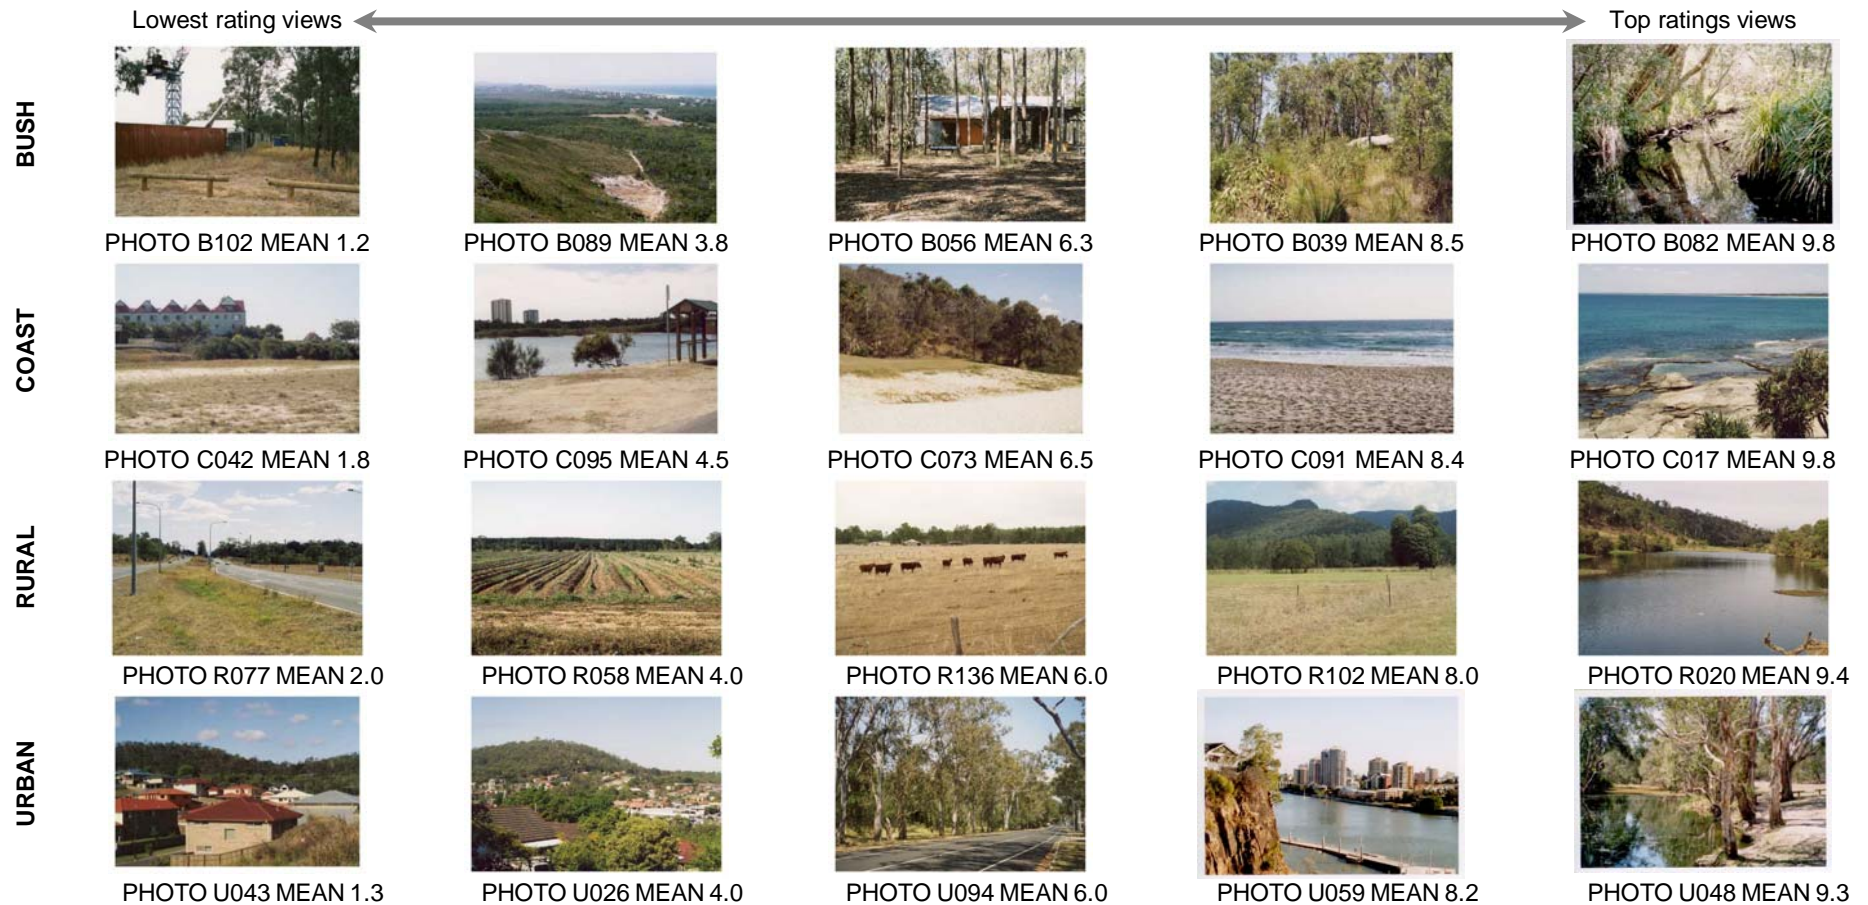 Lowest rating views
Top ratings views
BUSH
PHOTO B102 MEAN 1.2
PHOTO B089 MEAN 3.8
PHOTO B056 MEAN 6.3
PHOTO B039 MEAN 8.5
PHOTO B082 MEAN 9.8
COAST
PHOTO C042 MEAN 1.8
PHOTO C095 MEAN 4.5
PHOTO C073 MEAN 6.5
PHOTO C091 MEAN 8.4
PHOTO C017 MEAN 9.8
RURAL
PHOTO R077 MEAN 2.0
PHOTO R058 MEAN 4.0
PHOTO R136 MEAN 6.0
PHOTO R102 MEAN 8.0
PHOTO R020 MEAN 9.4
URBAN
PHOTO U043 MEAN 1.3
PHOTO U026 MEAN 4.0
PHOTO U094 MEAN 6.0
PHOTO U059 MEAN 8.2
PHOTO U048 MEAN 9.3